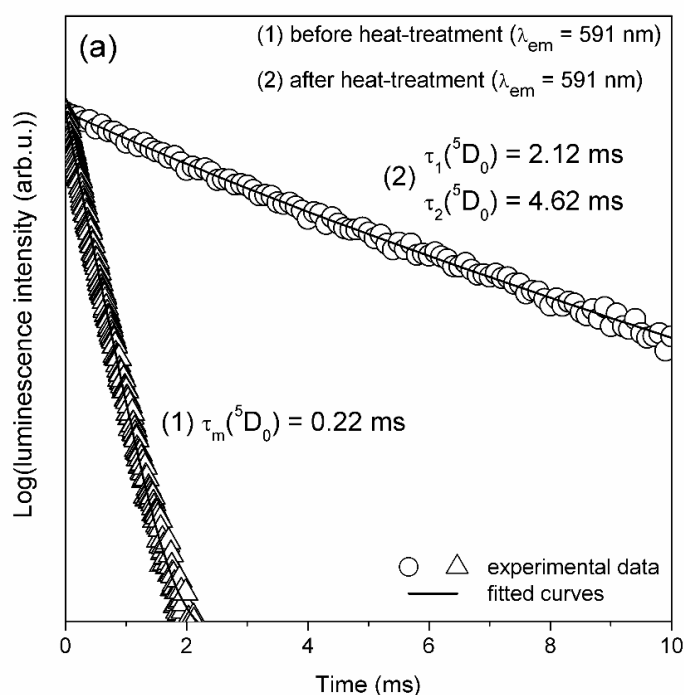 (a)
(1) before heat-treatment (λem = 591 nm)
(2) after heat-treatment (λem = 591 nm)
(2)
τ1(5D0) = 2.12 ms
τ2(5D0) = 4.62 ms
(1) τm(5D0) = 0.22 ms
experimental data
fitted curves
Log(luminescence intensity (arb.u.))
0 2 4 6 8 10
Time (ms)